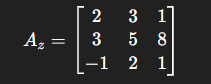 A_z = [ 2 3 1
3 5 8
-1 2 1 ]